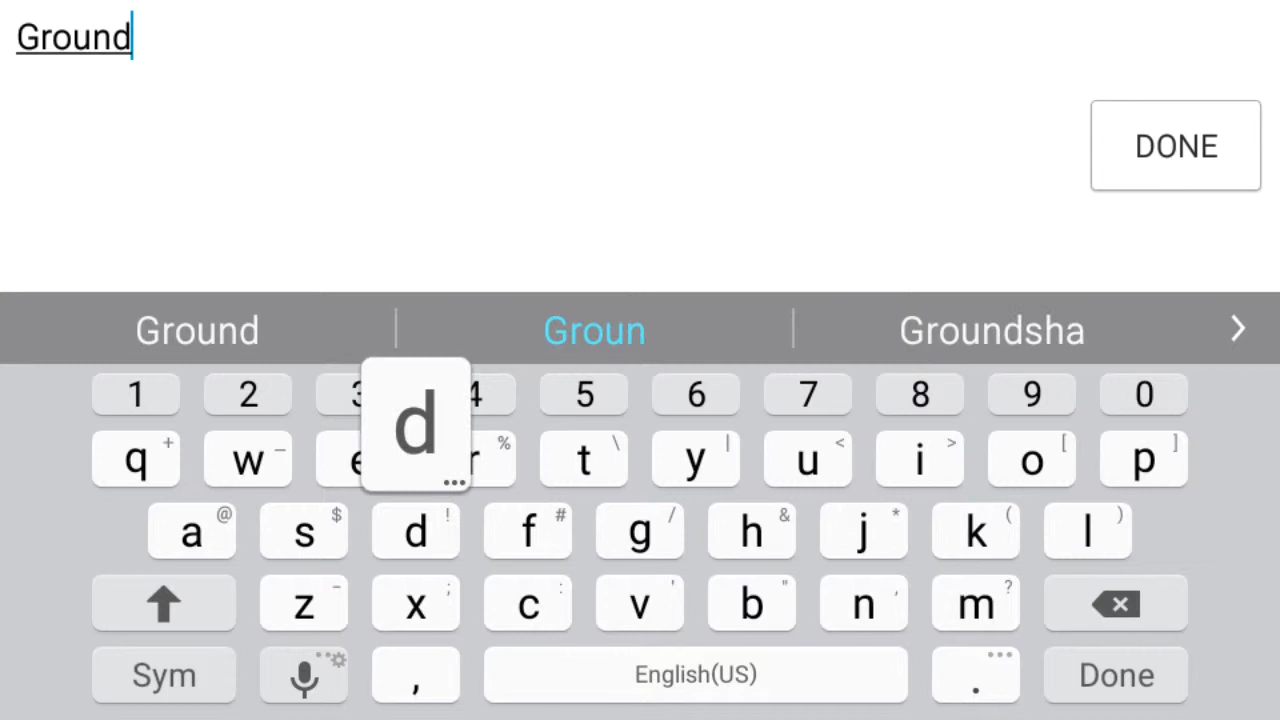 Ground
DONE
Ground Groun Groundsha
1 2 3 4 5 6 7 8 9 0
d
q + w _ e r % t \ y | u < i > o [ p ]
a @ s $ d ! f # g / h & j * k ( l )
z - x ; c : v ' b " n , m ?
Sym , English(US) . Done